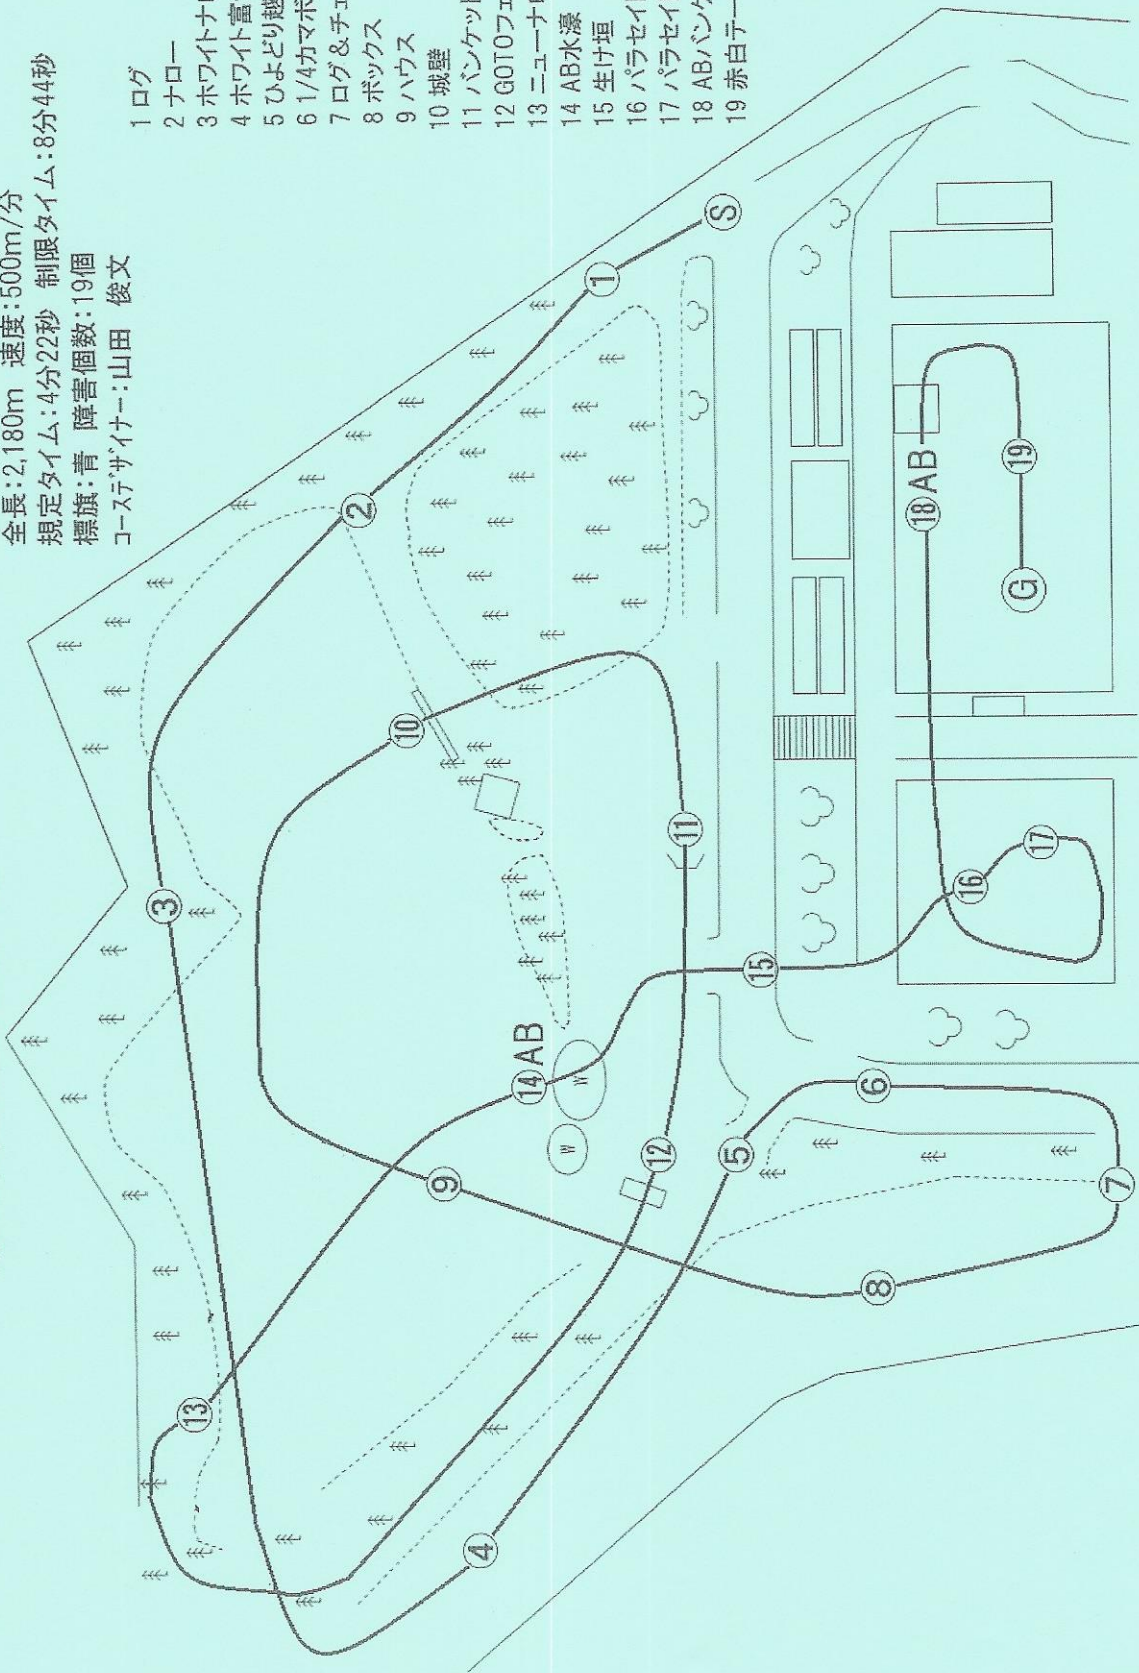 全長:2,180m 速度:500m/分
規定タイム:4分22秒 制限タイム:8分44秒
標旗:青 障害個数:19個
コースデザイナー:山田 俊文
1 ログ
2 ナロー
3 ホワイトナロ
4 ホワイト富
5 ひよどり越
6 1/4カマボ
7 ログ&チェ
8 ボックス
9 ハウス
10 城壁
11 バンケット
12 GOTOフェ
13 ニューナロ
14 AB水濠
15 生け垣
16 パラセイ
17 パラセイ
18 ABバンケ
19 赤白テー
S
1
2
3
4
5
6
7
8
9
10
11
12
13
14 AB
W
W
15
16
17
18 AB
19
G